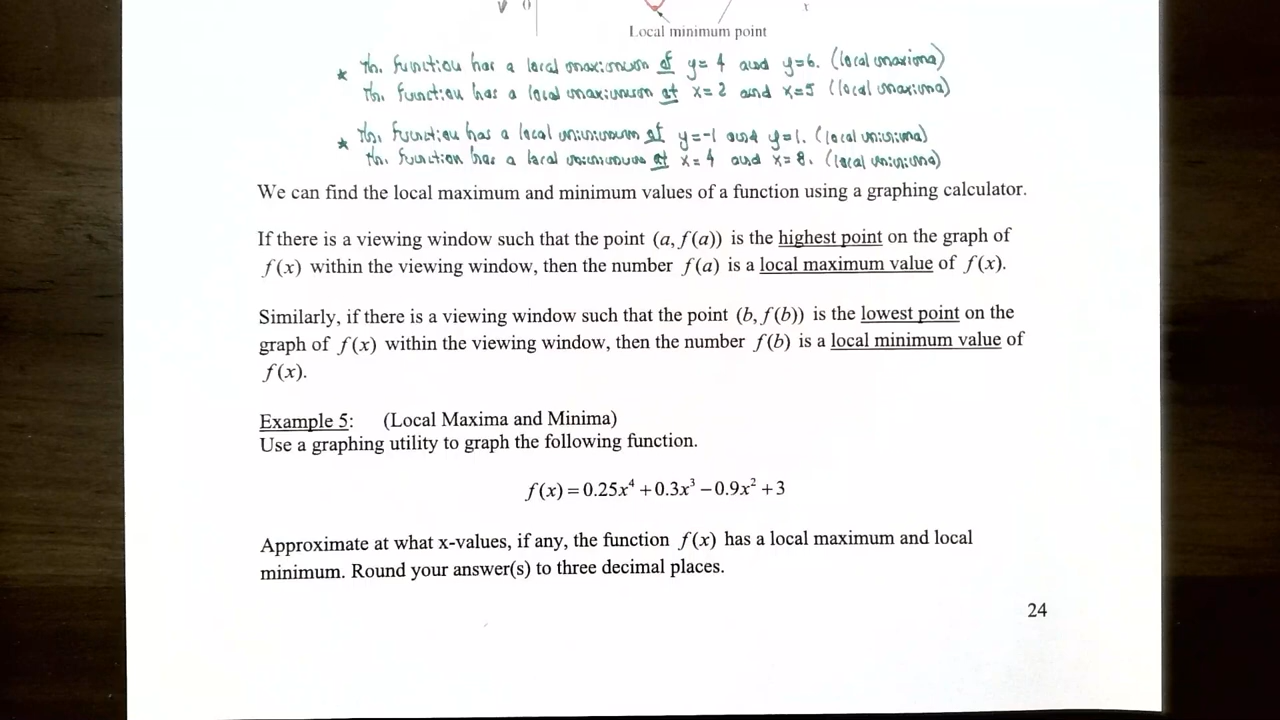 0
x
Local minimum point
* Th. function has a local maximum of y = 4 and y=6. (local maxima)
Th. function has a local maximum at x = 2 and x=5 (local maxima)
* Th. function has a local minimum of y=-1 and y=1. (local minima)
th. function has a local minimum at x = 4 and x= 8. (local minima)
We can find the local maximum and minimum values of a function using a graphing calculator.
If there is a viewing window such that the point (a, f(a)) is the highest point on the graph of
f(x) within the viewing window, then the number f(a) is a local maximum value of f(x).
Similarly, if there is a viewing window such that the point (b, f(b)) is the lowest point on the
graph of f(x) within the viewing window, then the number f(b) is a local minimum value of
f(x).
Example 5: (Local Maxima and Minima)
Use a graphing utility to graph the following function.
f(x) = 0.25x⁴ + 0.3x³ − 0.9x² + 3
Approximate at what x-values, if any, the function f(x) has a local maximum and local
minimum. Round your answer(s) to three decimal places.
24